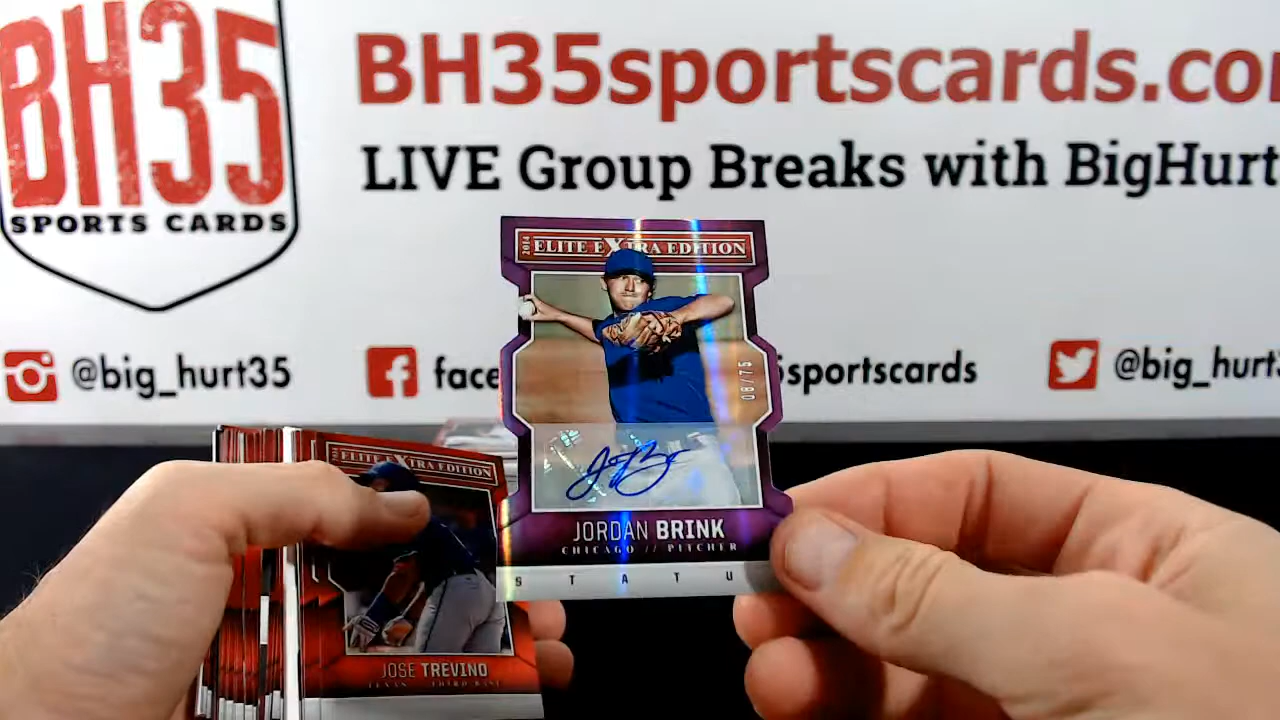 BH35
SPORTS CARDS
BH35sportscards.co
LIVE Group Breaks with BigHurt
@big_hurt35
face
sportscards
@big_hurt
2014 ELITE EXTRA EDITION
08/75
JORDAN BRINK
CHICAGO // PITCHER
S T A T U
ELITE EXTRA EDITION
JOSE TREVINO
TEXAS THIRD BASE